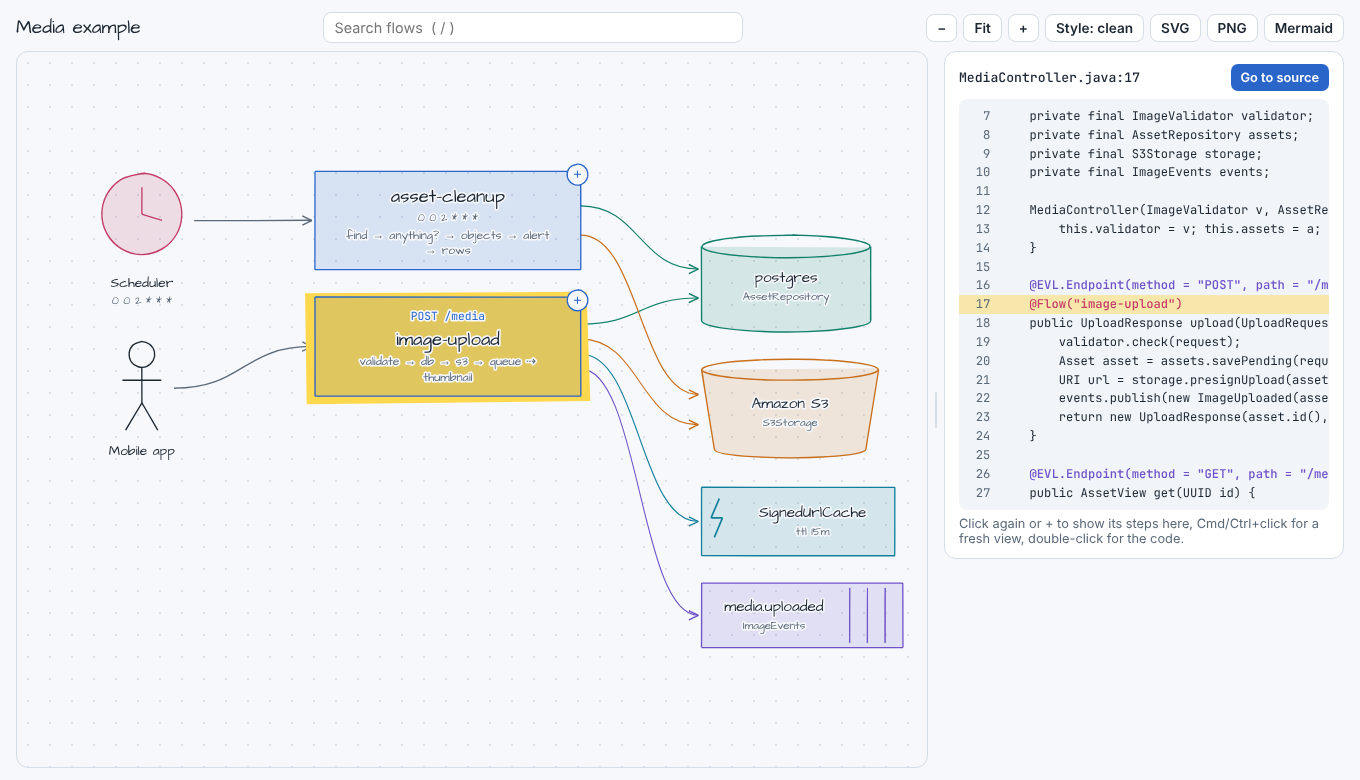 Media example
Search flows ( / )
–
Fit
+
Style: clean
SVG
PNG
Mermaid
Scheduler
0 0 2 * * *
Mobile app
+
asset-cleanup
0 0 2 * * *
find → anything? → objects → alert
→ rows
+
POST /media
image-upload
validate → db → s3 → queue ⇢
thumbnail
postgres
AssetRepository
Amazon S3
S3Storage
SignedUrlCache
ttl 15m
media.uploaded
ImageEvents
MediaController.java:17
Go to source
7 private final ImageValidator validator;
8 private final AssetRepository assets;
9 private final S3Storage storage;
10 private final ImageEvents events;
11
12 MediaController(ImageValidator v, AssetRe
13 this.validator = v; this.assets = a;
14 }
15
16 @EVL.Endpoint(method = "POST", path = "/m
17 @Flow("image-upload")
18 public UploadResponse upload(UploadReques
19 validator.check(request);
20 Asset asset = assets.savePending(requ
21 URI url = storage.presignUpload(asset
22 events.publish(new ImageUploaded(asse
23 return new UploadResponse(asset.id(),
24 }
25
26 @EVL.Endpoint(method = "GET", path = "/me
27 public AssetView get(UUID id) {
Click again or + to show its steps here, Cmd/Ctrl+click for a
fresh view, double-click for the code.